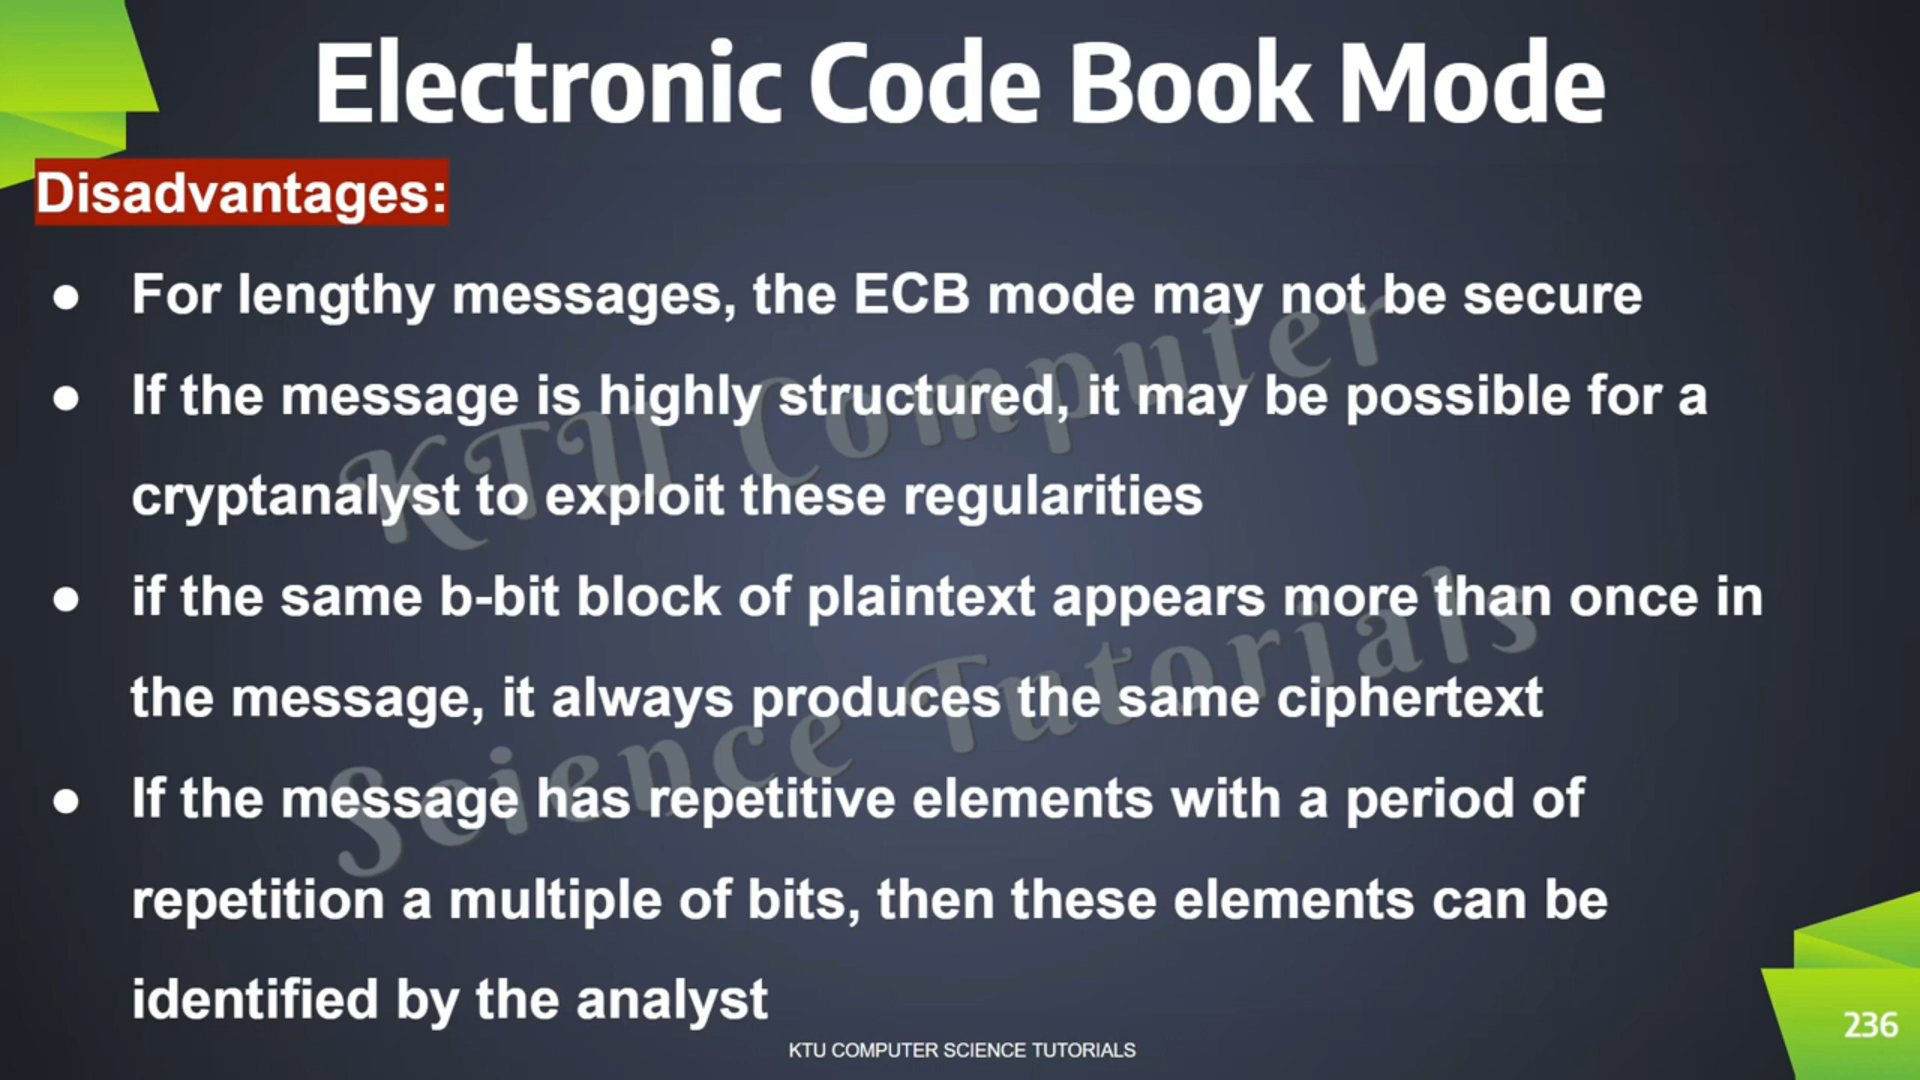 Electronic Code Book Mode
Disadvantages:
● For lengthy messages, the ECB mode may not be secure
● If the message is highly structured, it may be possible for a
cryptanalyst to exploit these regularities
● if the same b-bit block of plaintext appears more than once in
the message, it always produces the same ciphertext
● If the message has repetitive elements with a period of
repetition a multiple of bits, then these elements can be
identified by the analyst
KTU Computer
Science Tutorials
KTU COMPUTER SCIENCE TUTORIALS
236